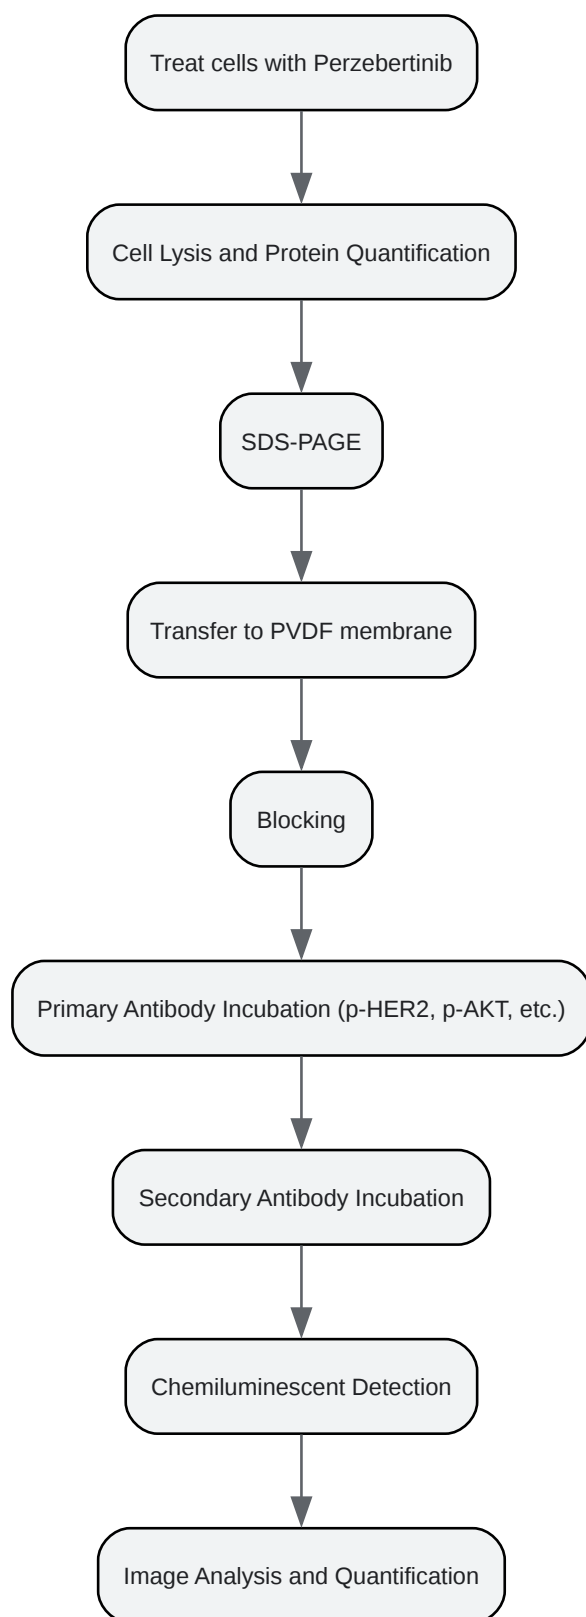 Treat cells with Perzebertinib
Cell Lysis and Protein Quantification
SDS-PAGE
Transfer to PVDF membrane
Blocking
Primary Antibody Incubation (p-HER2, p-AKT, etc.)
Secondary Antibody Incubation
Chemiluminescent Detection
Image Analysis and Quantification